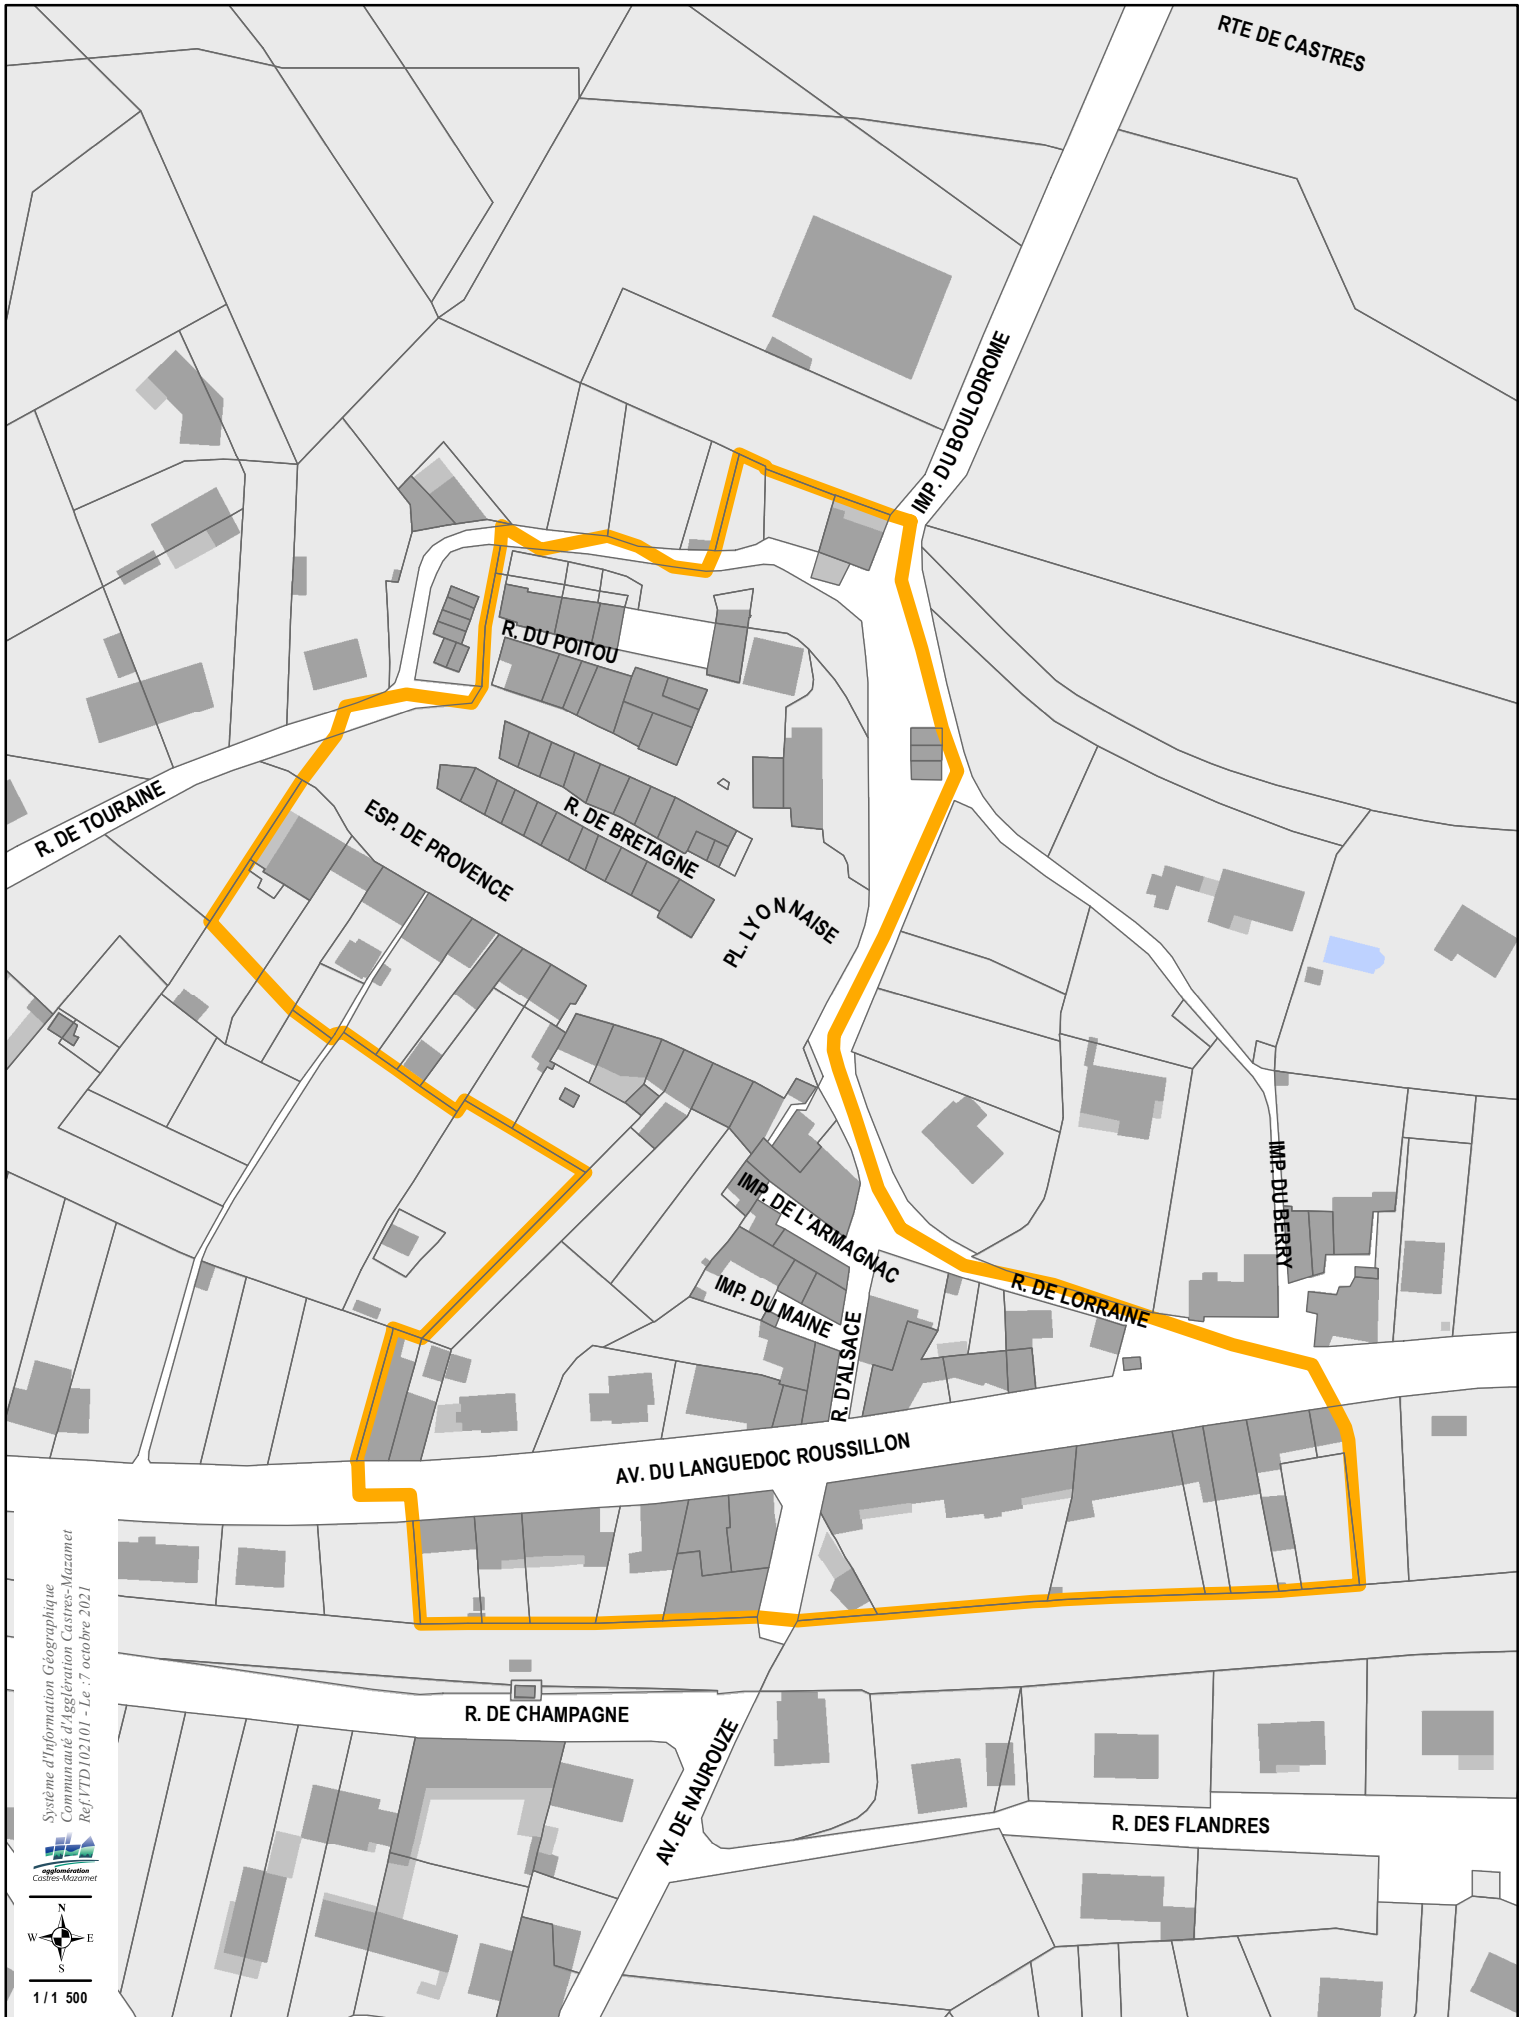 RTE DE CASTRES
IMP. DU BOULODROME
R. DU POITOU
R. DE TOURAINE
ESP. DE PROVENCE
R. DE BRETAGNE
PL. LYONNAISE
IMP. DU BERRY
IMP. DE L'ARMAGNAC
IMP. DU MAINE
R. DE LORRAINE
R. D'ALSACE
AV. DU LANGUEDOC ROUSSILLON
R. DE CHAMPAGNE
AV. DE NAUROUZE
R. DES FLANDRES
Système d'Information Géographique
Communauté d'Agglération Castres-Mazamet
Ref.VTD102101 - Le :7 octobre 2021
agglomération
Castres-Mazamet
N
W E
S
1 / 1 500